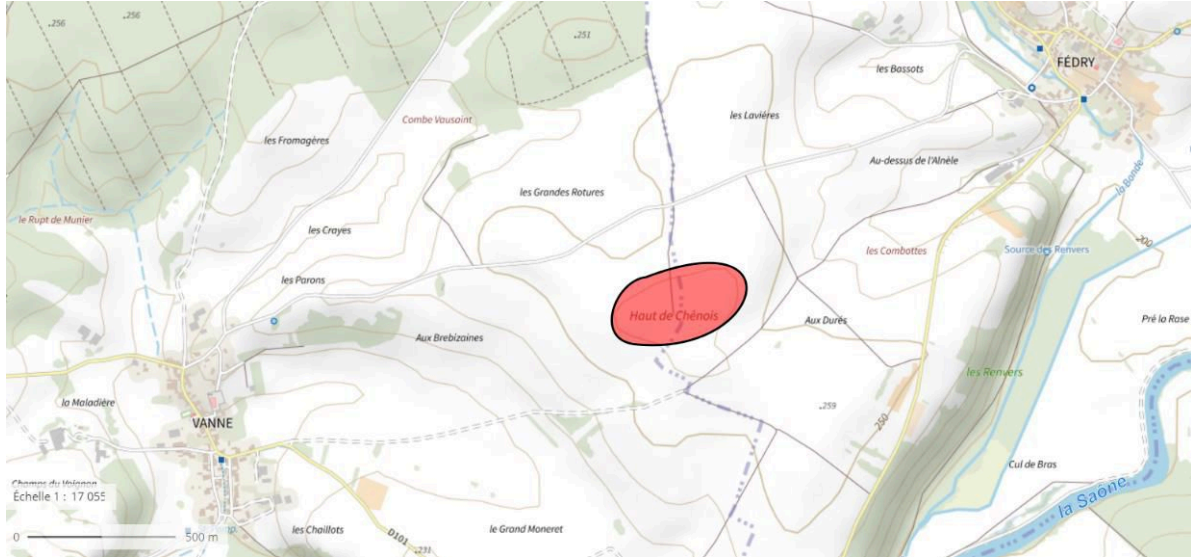 256
256
251
FÉDRY
les Bassots
les Lavières
Combe Vausaint
les Fromagères
Au-dessus de l'Alnèle
les Grandes Rotures
la Bonde
le Rupt de Munier
les Crayes
les Combottes
Source des Renvers
200
les Parons
Haut de Chênois
Aux Durés
Pré la Rase
Aux Brebizaines
les Renvers
la Maladière
259
250
VANNE
Cul de Bras
Champs du Vaignon
Échelle 1 : 17 055
la Saône
les Chaillots
le Grand Moneret
0
500 m
D101
231